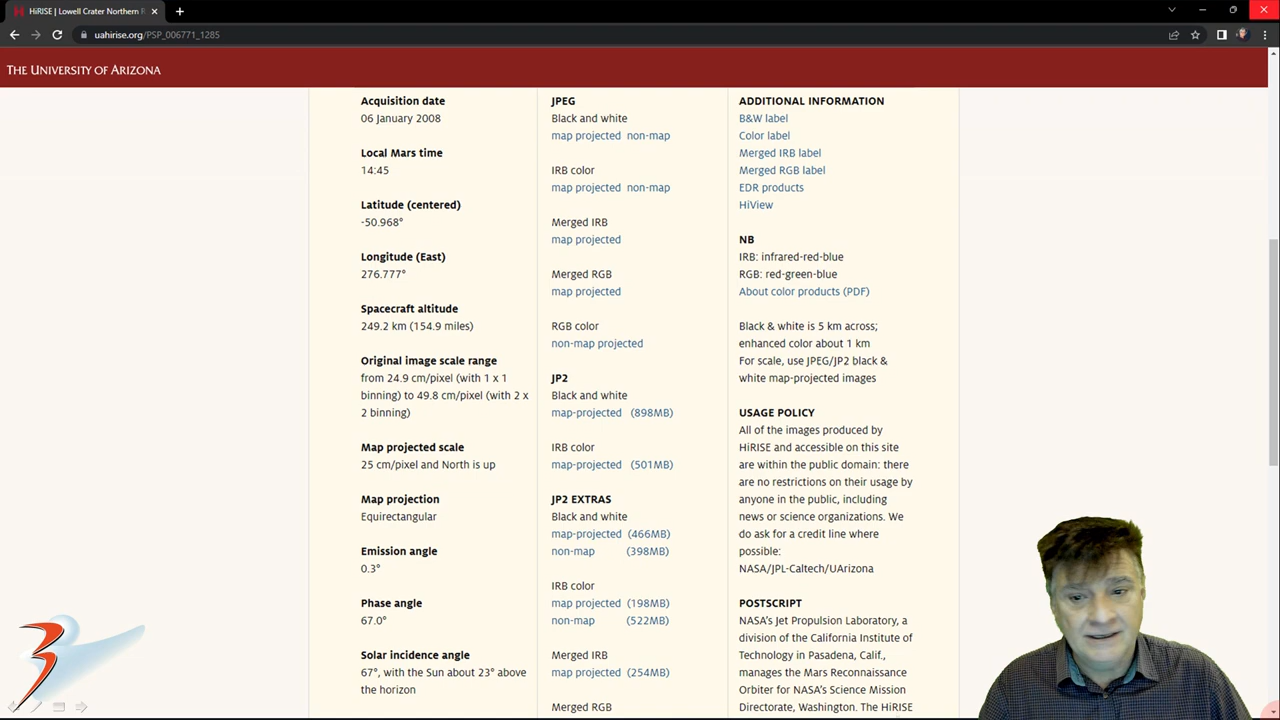 HiRISE | Lowell Crater Northern R
uahirise.org/PSP_006771_1285
THE UNIVERSITY OF ARIZONA
Acquisition date
06 January 2008
Local Mars time
14:45
Latitude (centered)
-50.968°
Longitude (East)
276.777°
Spacecraft altitude
249.2 km (154.9 miles)
Original image scale range
from 24.9 cm/pixel (with 1 x 1
binning) to 49.8 cm/pixel (with 2 x
2 binning)
Map projected scale
25 cm/pixel and North is up
Map projection
Equirectangular
Emission angle
0.3°
Phase angle
67.0°
Solar incidence angle
67°, with the Sun about 23° above
the horizon
JPEG
Black and white
map projected non-map
IRB color
map projected non-map
Merged IRB
map projected
Merged RGB
map projected
RGB color
non-map projected
JP2
Black and white
map-projected (898MB)
IRB color
map-projected (501MB)
JP2 EXTRAS
Black and white
map-projected (466MB)
non-map (398MB)
IRB color
map projected (198MB)
non-map (522MB)
Merged IRB
map projected (254MB)
Merged RGB
ADDITIONAL INFORMATION
B&W label
Color label
Merged IRB label
Merged RGB label
EDR products
HiView
NB
IRB: infrared-red-blue
RGB: red-green-blue
About color products (PDF)
Black & white is 5 km across;
enhanced color about 1 km
For scale, use JPEG/JP2 black &
white map-projected images
USAGE POLICY
All of the images produced by
HiRISE and accessible on this site
are within the public domain: there
are no restrictions on their usage by
anyone in the public, including
news or science organizations. We
do ask for a credit line where
possible:
NASA/JPL-Caltech/UArizona
POSTSCRIPT
NASA's Jet Propulsion Laboratory, a
division of the California Institute of
Technology in Pasadena, Calif.,
manages the Mars Reconnaissance
Orbiter for NASA's Science Mission
Directorate, Washington. The HiRISE
3